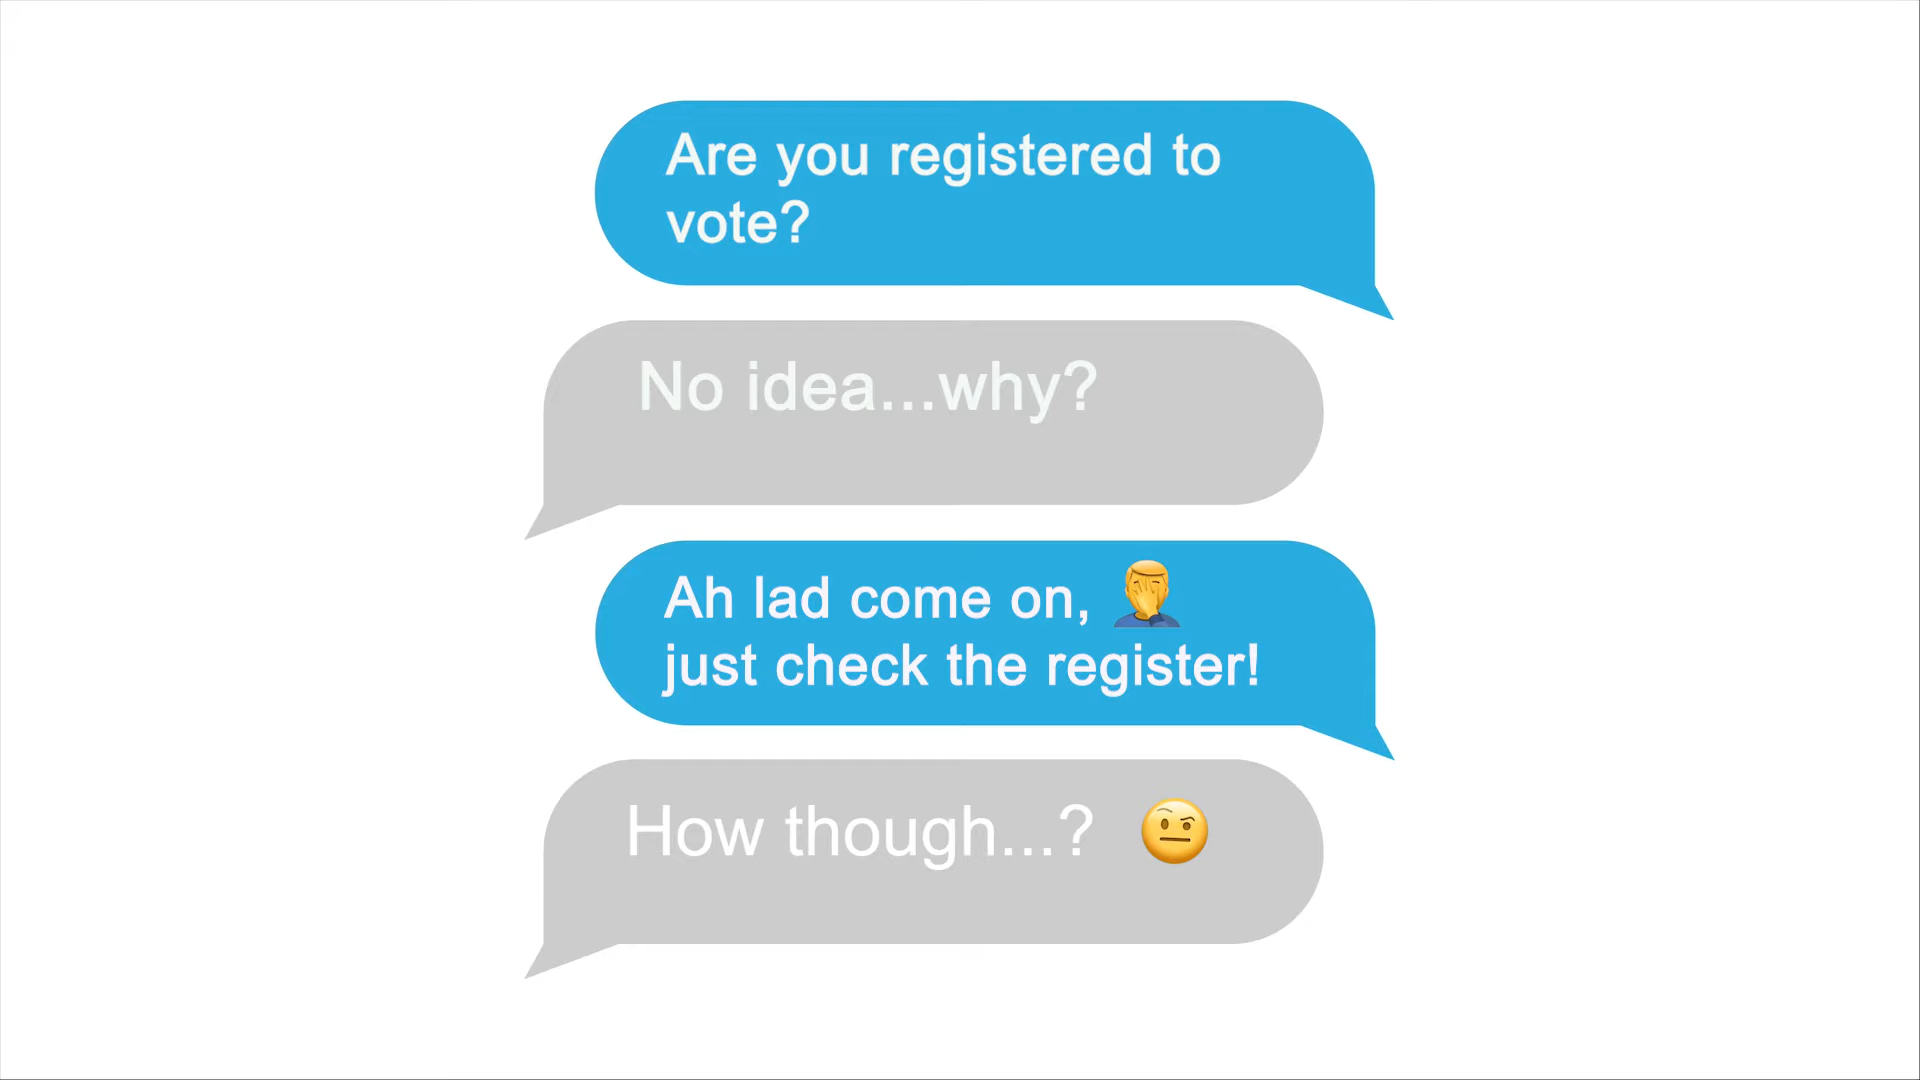 Are you registered to
vote?
No idea...why?
Ah lad come on, 🤦‍♂️
just check the register!
How though...? 🤨